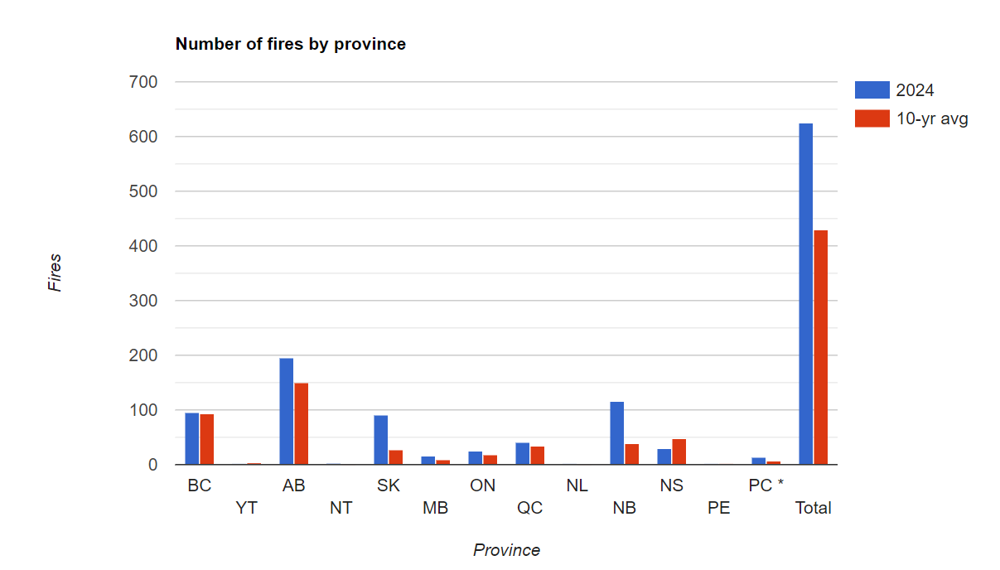 Number of fires by province
700
600
500
400
300
200
100
0
Fires
2024
10-yr avg
BC
AB
SK
ON
NL
NS
PC *
YT
NT
MB
QC
NB
PE
Total
Province